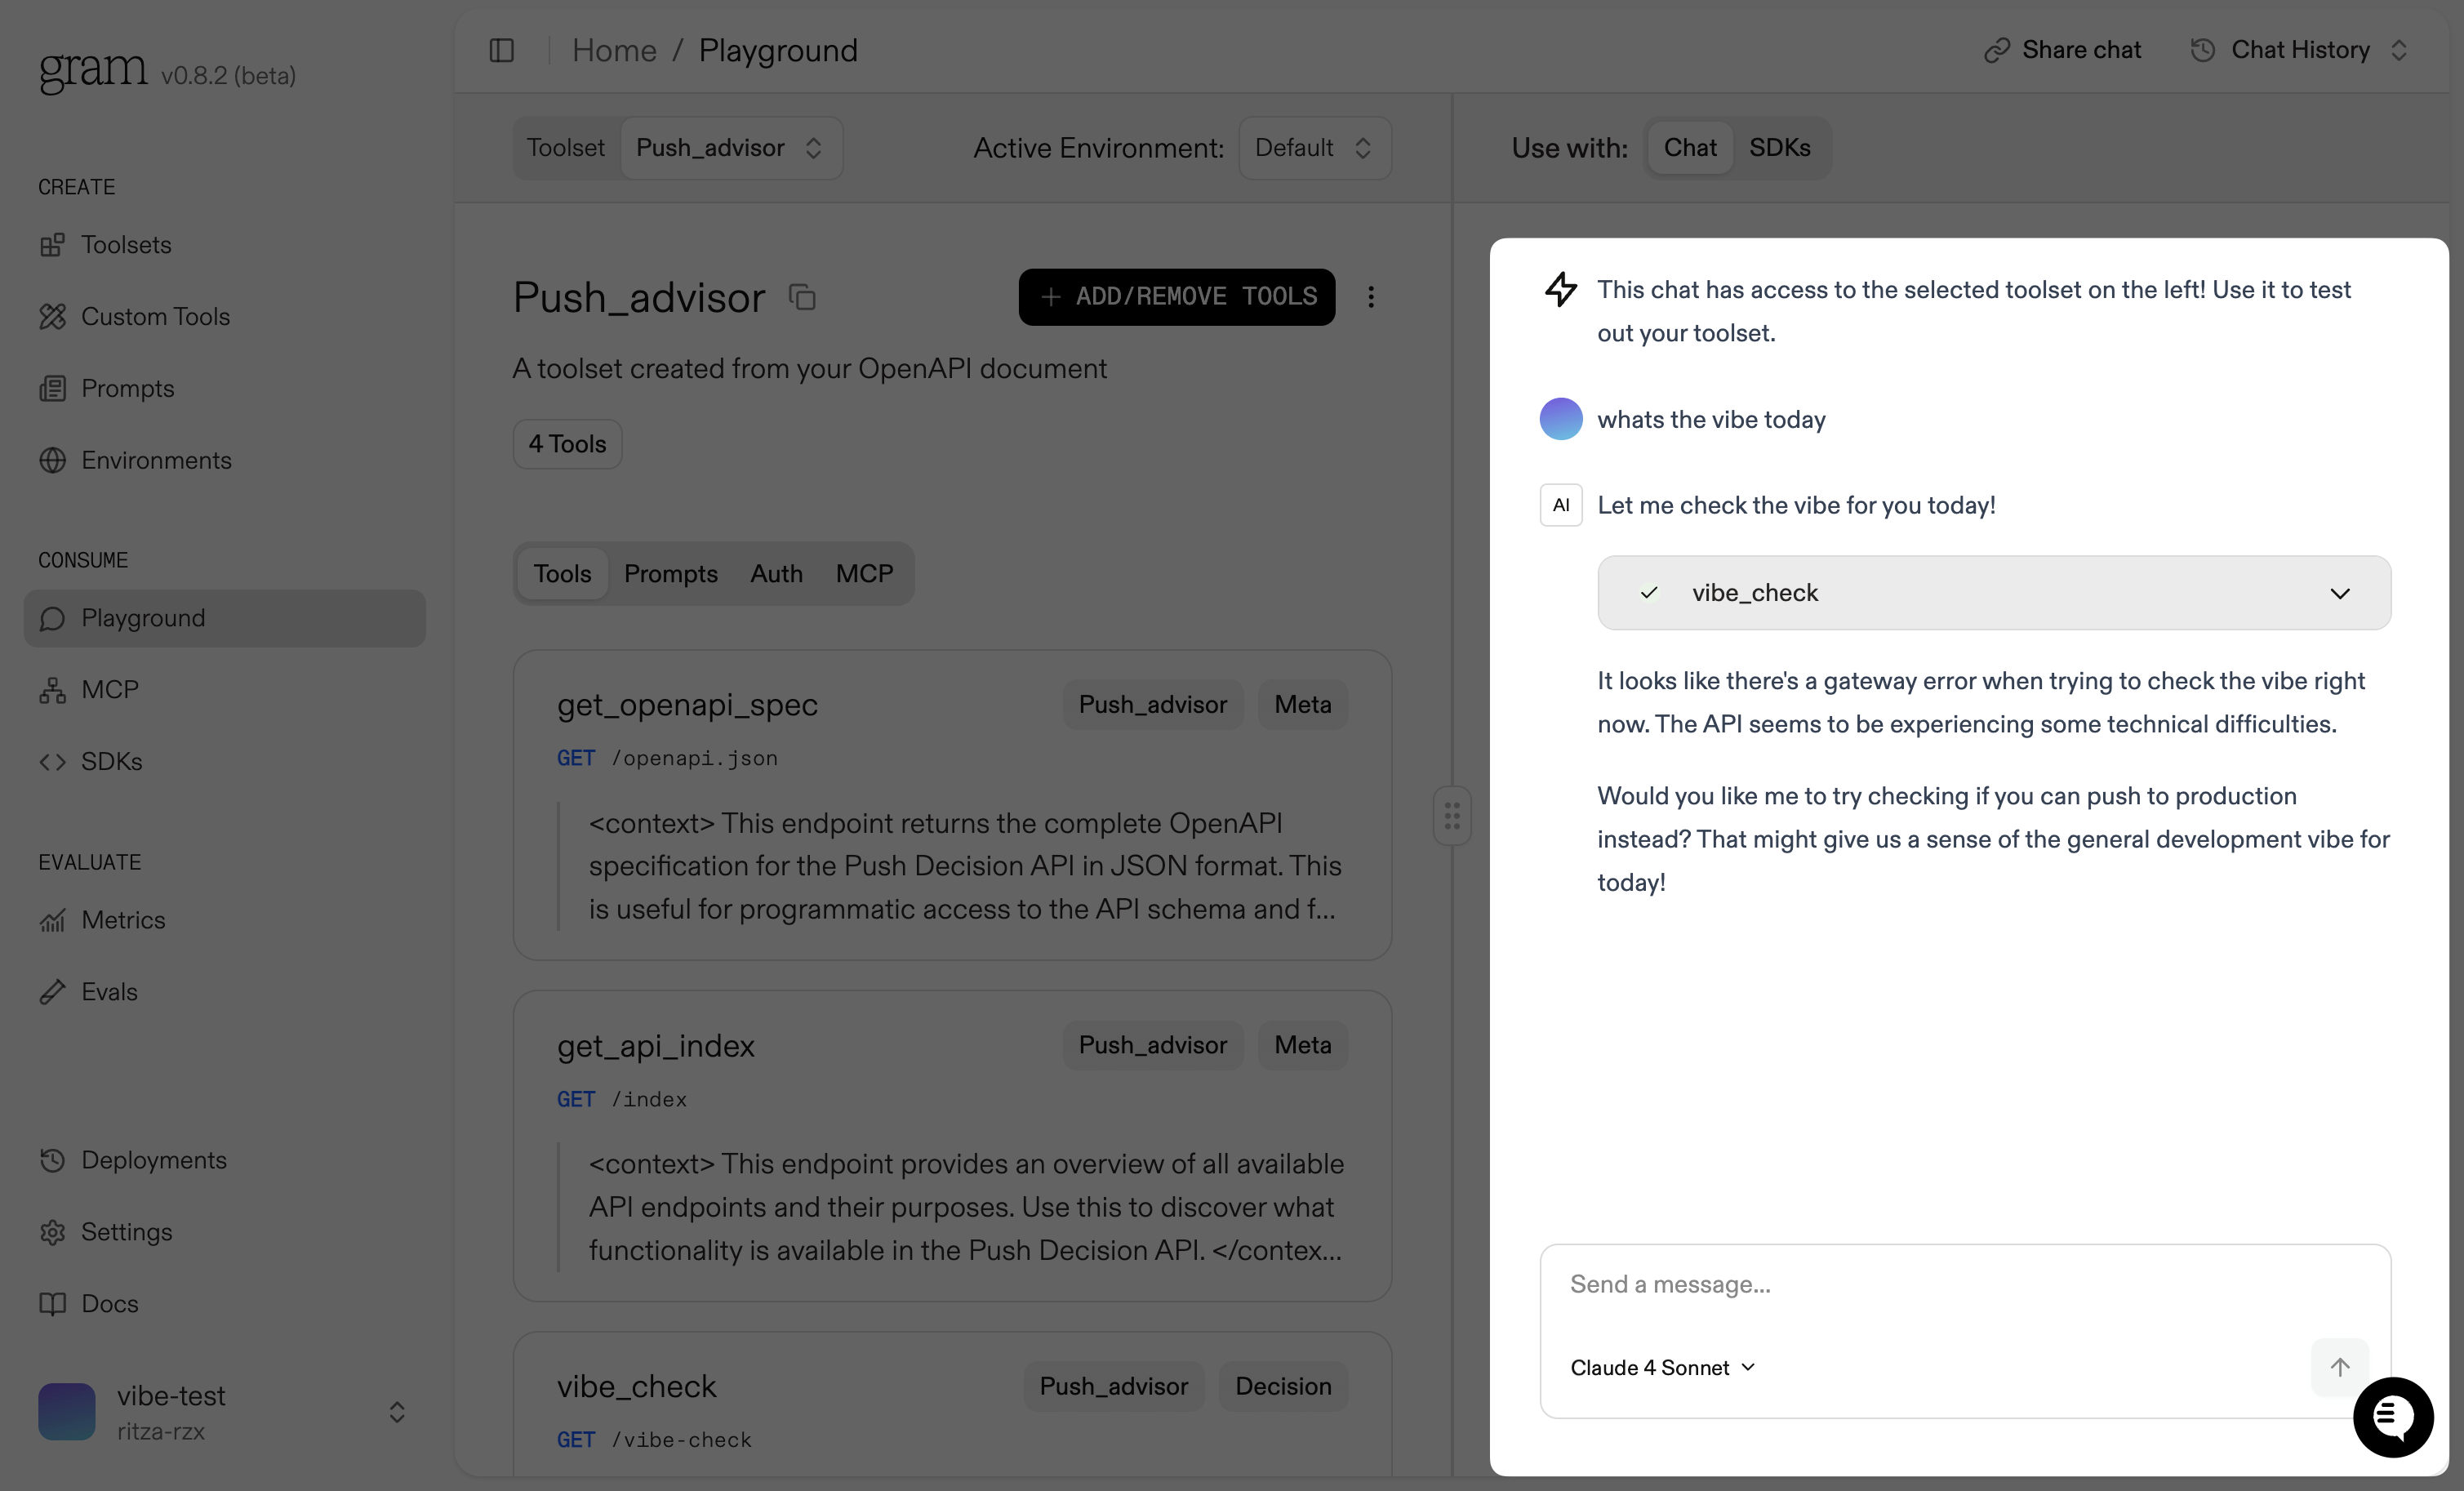 gram v0.8.2 (beta)
CREATE
Toolsets
Custom Tools
Prompts
Environments
CONSUME
Playground
MCP
SDKs
EVALUATE
Metrics
Evals
Deployments
Settings
Docs
vibe-test
ritza-rzx
Home / Playground
Share chat
Chat History
Toolset Push_advisor
Active Environment: Default
Use with: Chat SDKs
Push_advisor
+ ADD/REMOVE TOOLS
A toolset created from your OpenAPI document
4 Tools
Tools Prompts Auth MCP
get_openapi_spec Push_advisor Meta
GET /openapi.json
<context> This endpoint returns the complete OpenAPI
specification for the Push Decision API in JSON format. This
is useful for programmatic access to the API schema and f...
get_api_index Push_advisor Meta
GET /index
<context> This endpoint provides an overview of all available
API endpoints and their purposes. Use this to discover what
functionality is available in the Push Decision API. </contex...
vibe_check Push_advisor Decision
GET /vibe-check
This chat has access to the selected toolset on the left! Use it to test
out your toolset.
whats the vibe today
AI Let me check the vibe for you today!
vibe_check
It looks like there's a gateway error when trying to check the vibe right
now. The API seems to be experiencing some technical difficulties.
Would you like me to try checking if you can push to production
instead? That might give us a sense of the general development vibe for
today!
Send a message...
Claude 4 Sonnet